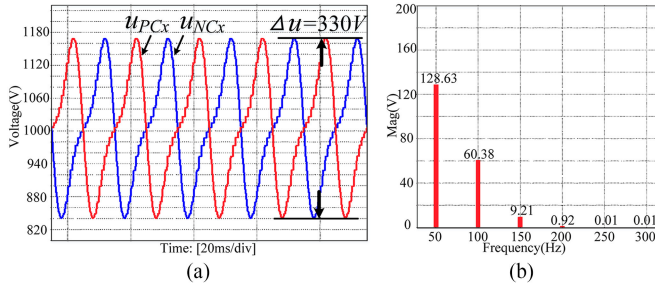 u_PCx u_NCx Δu=330V
Voltage(V)
1180
1120
1060
1000
940
880
820
Time: [20ms/div]
(a)
Mag(V)
200
160
120
80
40
0
128.63
60.38
9.21
0.92
0.01
0.01
50 100 150 200 250 300
Frequency(Hz)
(b)